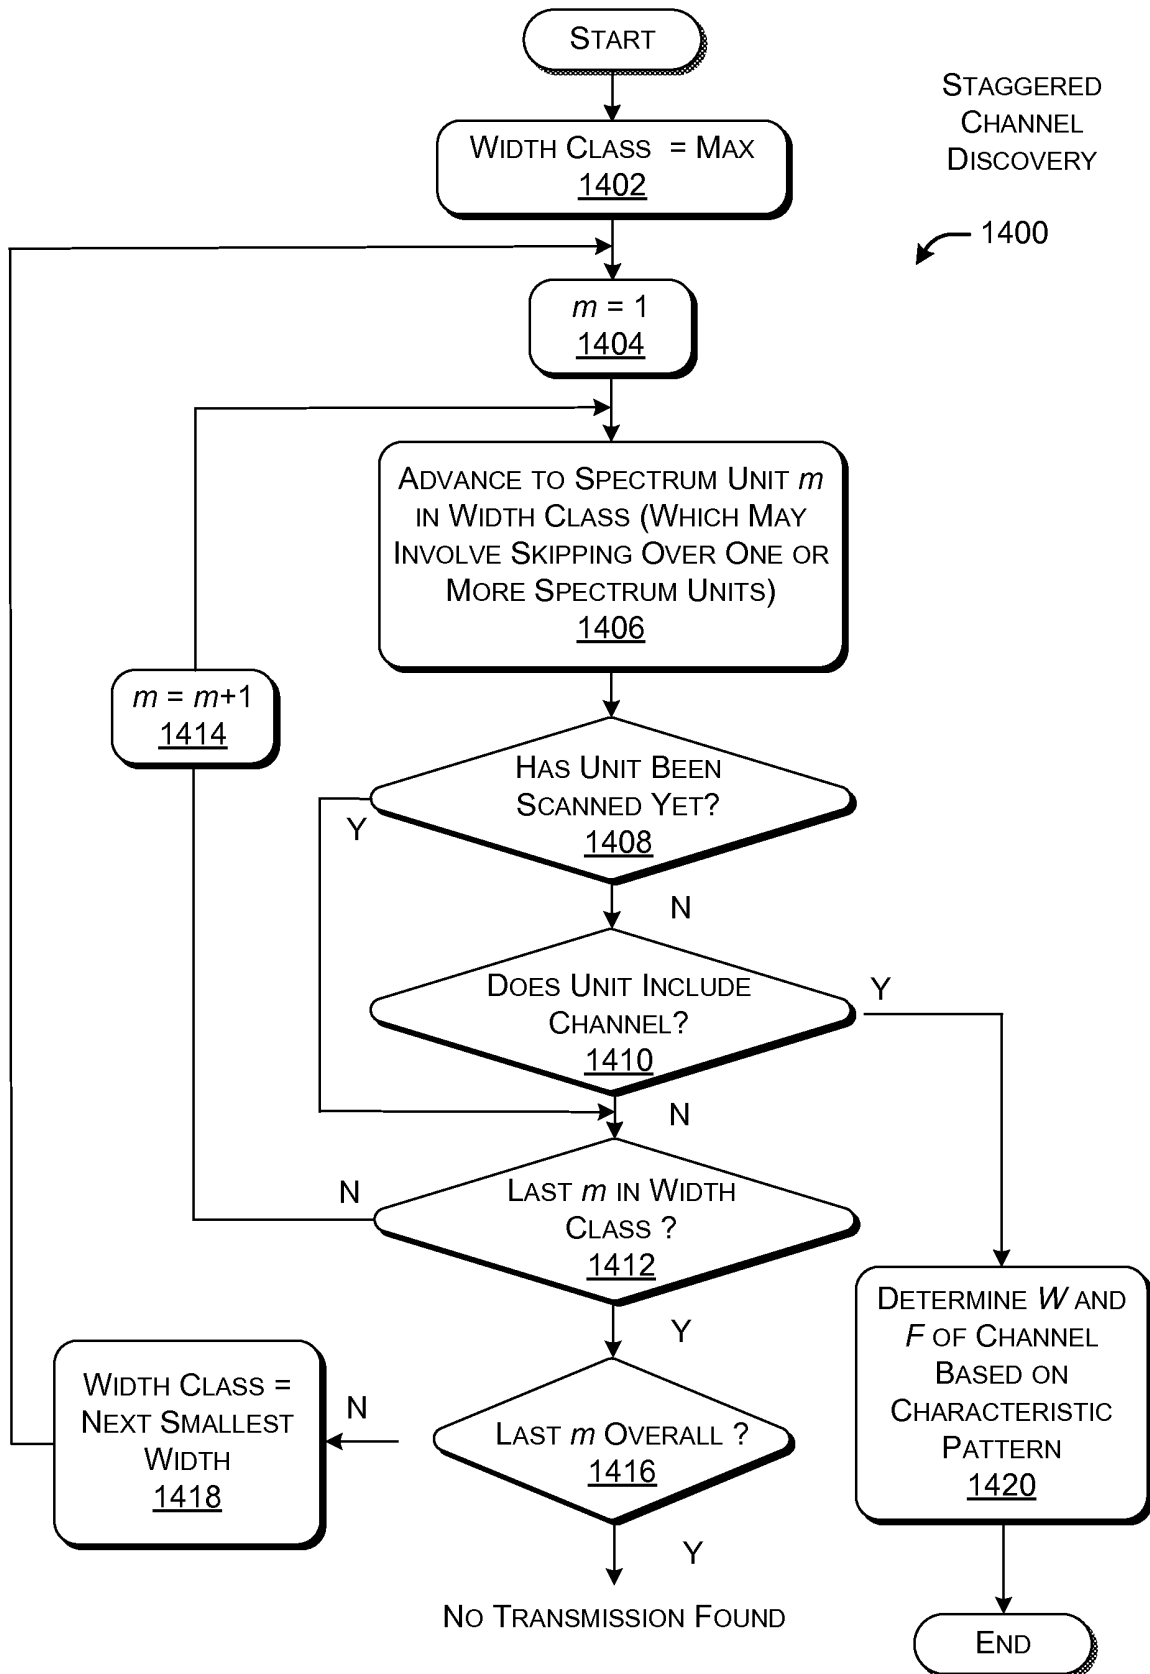 START
STAGGERED
CHANNEL
DISCOVERY
WIDTH CLASS = MAX
1402
1400
m = 1
1404
ADVANCE TO SPECTRUM UNIT m
IN WIDTH CLASS (WHICH MAY
INVOLVE SKIPPING OVER ONE OR
MORE SPECTRUM UNITS)
1406
m = m+1
1414
HAS UNIT BEEN
SCANNED YET?
1408
Y
N
DOES UNIT INCLUDE
CHANNEL?
1410
Y
N
LAST m IN WIDTH
CLASS ?
1412
N
Y
DETERMINE W AND
F OF CHANNEL
BASED ON
CHARACTERISTIC
PATTERN
1420
WIDTH CLASS =
NEXT SMALLEST
WIDTH
1418
N
LAST m OVERALL ?
1416
Y
NO TRANSMISSION FOUND
END